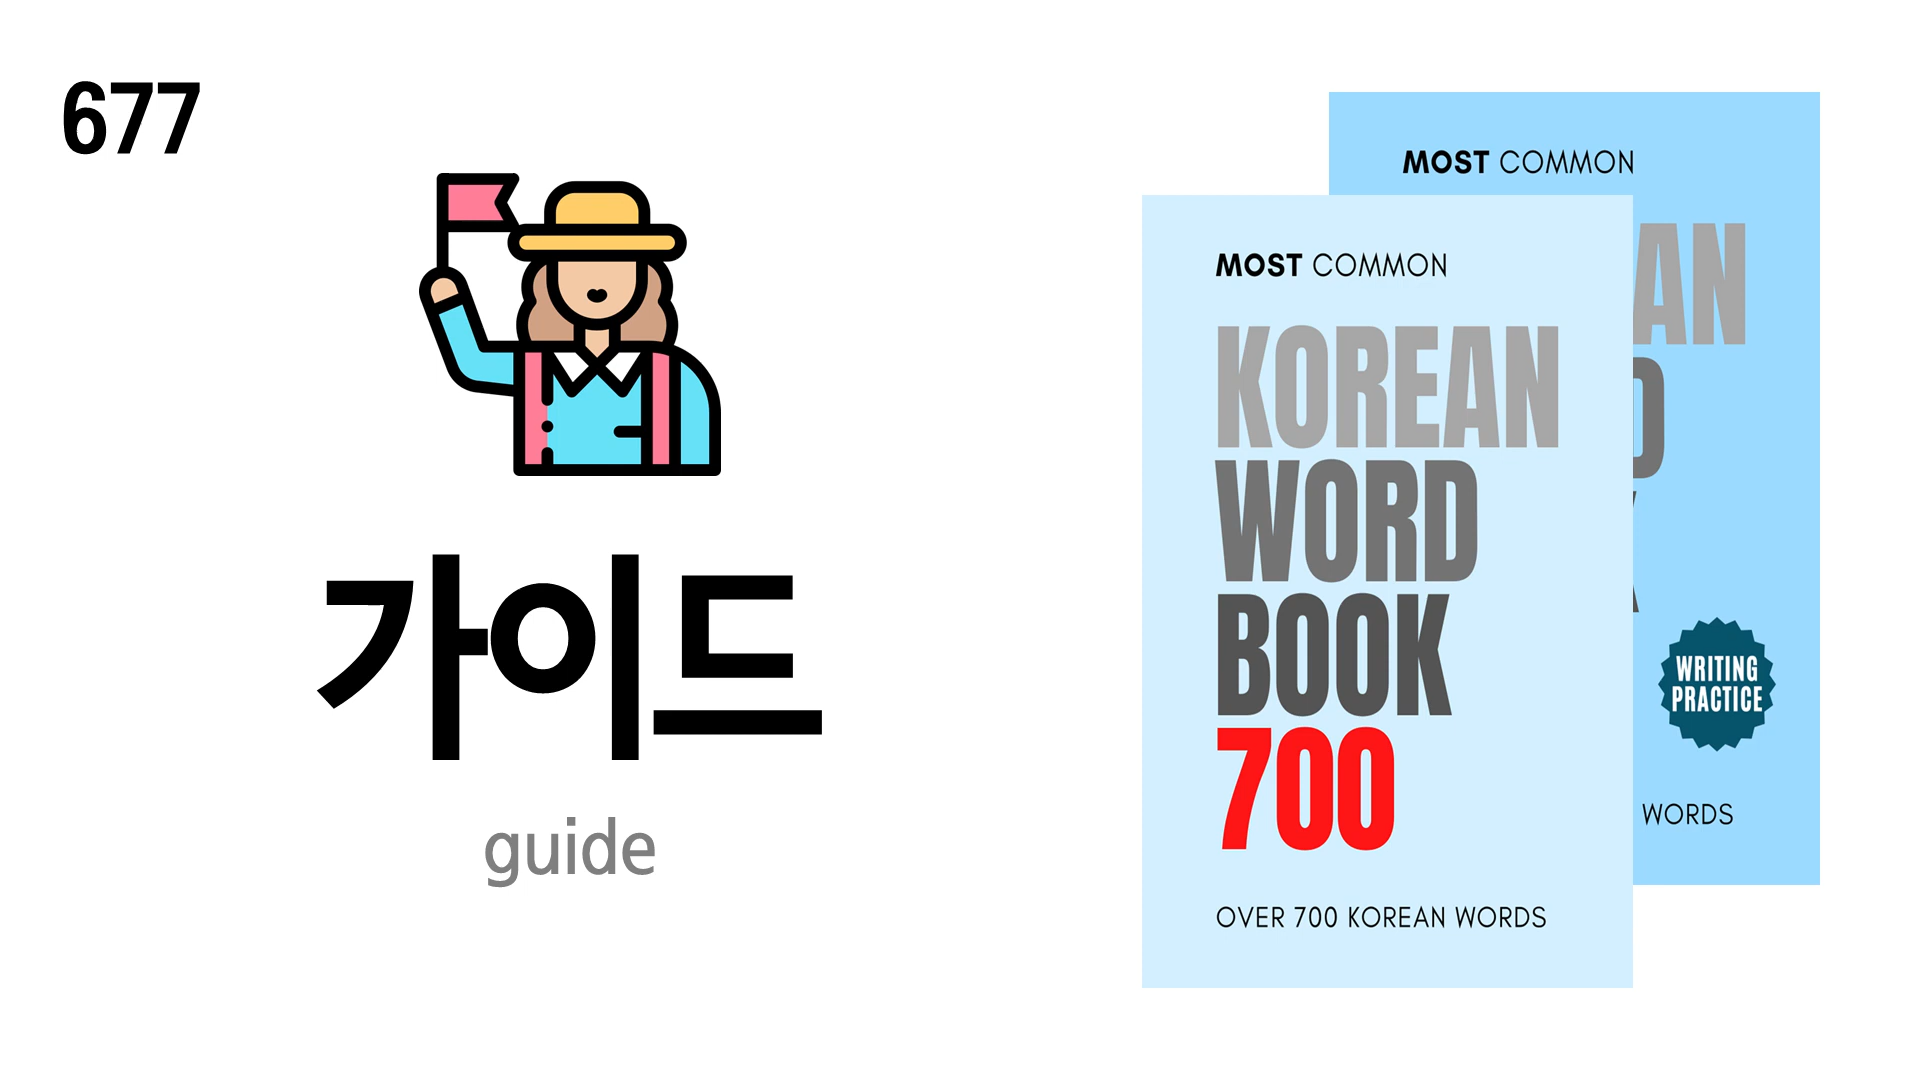 677
가이드
guide
MOST COMMON
KOREAN
WORD
BOOK
700
OVER 700 KOREAN WORDS
MOST COMMON
AN
D
WRITING
PRACTICE
WORDS